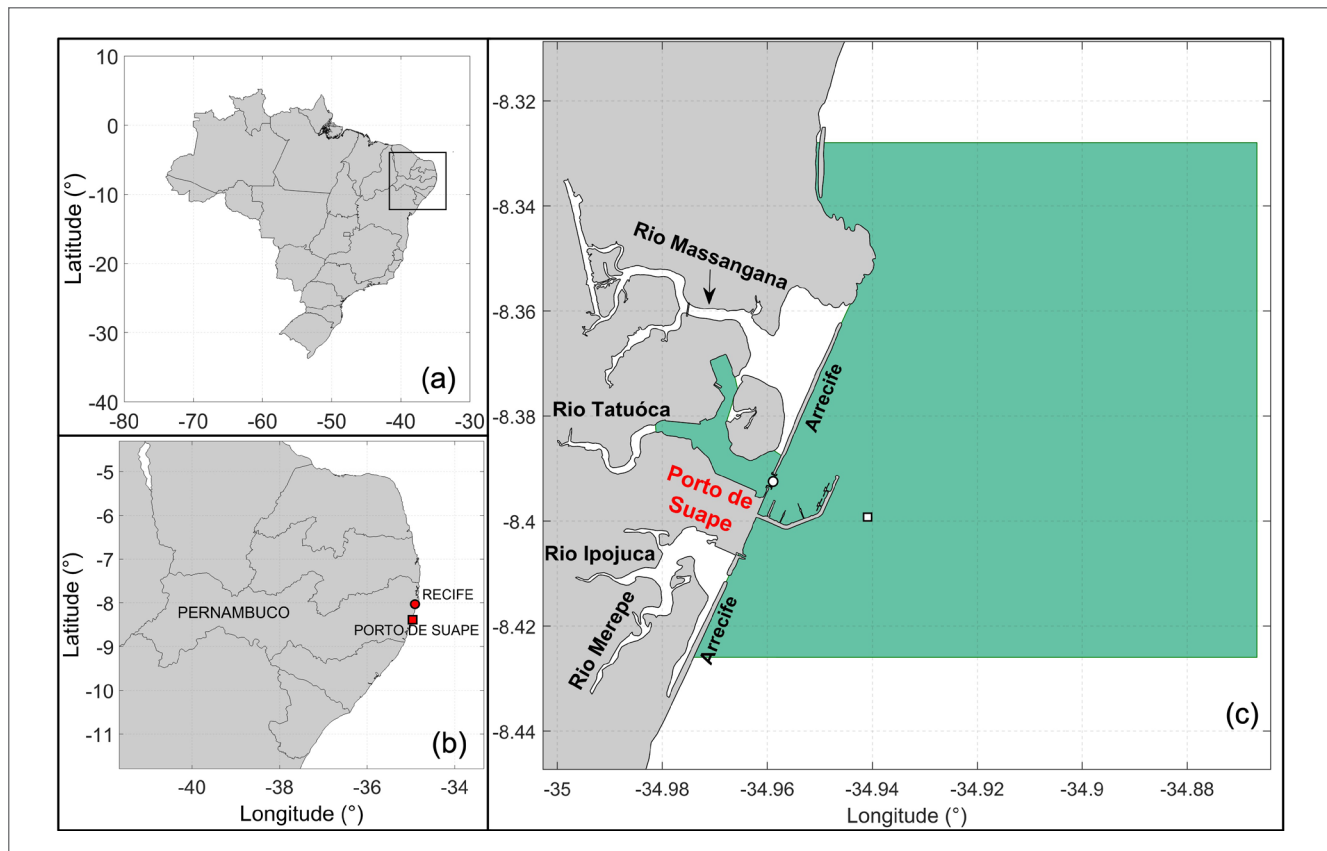 10
0
-10
-20
-30
-40
Latitude (°)
-80
-70
-60
-50
-40
-30
(a)
-5
-6
-7
-8
-9
-10
-11
Latitude (°)
PERNAMBUCO
RECIFE
PORTO DE SUAPE
(b)
-40
-38
-36
-34
Longitude (°)
-8.32
-8.34
-8.36
-8.38
-8.4
-8.42
-8.44
Rio Massangana
Rio Tatuóca
Arrecife
Porto de
Suape
Rio Ipojuca
Rio Merepe
Arrecife
(c)
-35
-34.98
-34.96
-34.94
-34.92
-34.9
-34.88
Longitude (°)